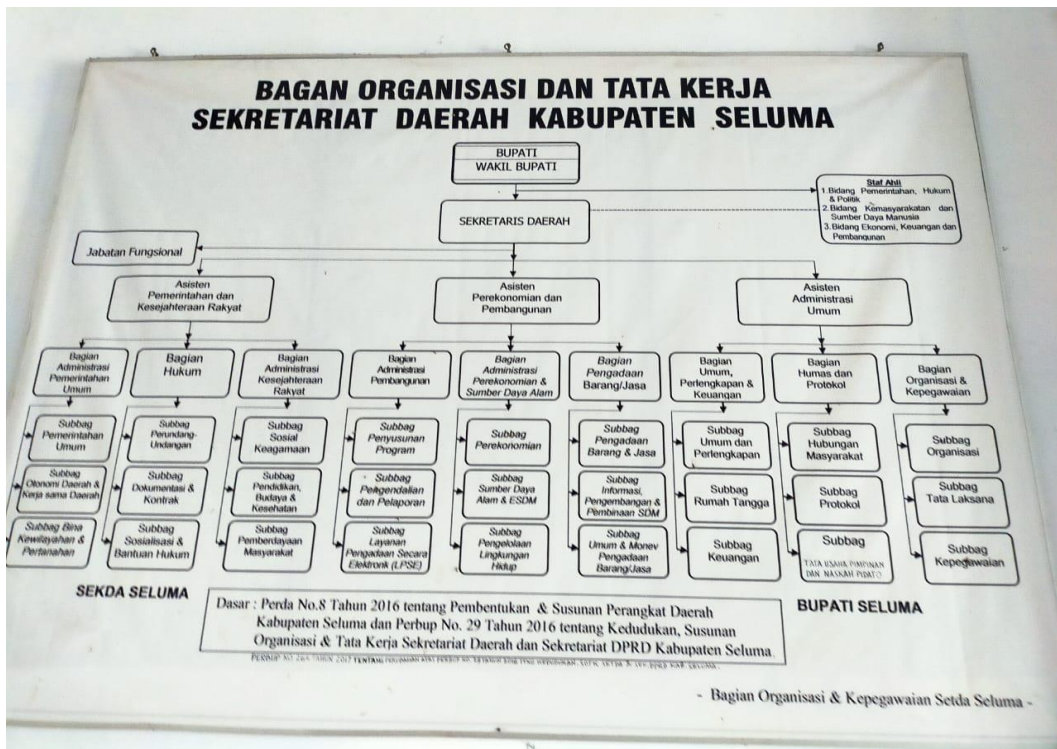 BAGAN ORGANISASI DAN TATA KERJA
SEKRETARIAT DAERAH KABUPATEN SELUMA
BUPATI
WAKIL BUPATI
Staf Ahli
1.Bidang Pemerintahan, Hukum
& Politik
2.Bidang Kemasyarakatan dan
Sumber Daya Manusia
3.Bidang Ekonomi, Keuangan dan
Pembangunan
SEKRETARIS DAERAH
Jabatan Fungsional
Asisten
Pemerintahan dan
Kesejahteraan Rakyat
Asisten
Perekonomian dan
Pembangunan
Asisten
Administrasi
Umum
Bagian
Administrasi
Pemerintahan
Umum
Bagian
Hukum
Bagian
Administrasi
Kesejahteraan
Rakyat
Bagian
Administrasi
Pembangunan
Bagian
Administrasi
Perekonomian &
Sumber Daya Alam
Bagian
Pengadaan
Barang/Jasa
Bagian
Umum,
Perlengkapan &
Keuangan
Bagian
Humas dan
Protokol
Bagian
Organisasi &
Kepegawaian
Subbag
Pemerintahan
Umum
Subbag
Perundang-
Undangan
Subbag
Sosial
Keagamaan
Subbag
Penyusunan
Program
Subbag
Perekonomian
Subbag
Pengadaan
Barang & Jasa
Subbag
Umum dan
Perlengkapan
Subbag
Hubungan
Masyarakat
Subbag
Organisasi
Subbag
Otonomi Daerah &
Kerja sama Daerah
Subbag
Dokumentasi &
Kontrak
Subbag
Pendidikan,
Budaya &
Kesehatan
Subbag
Pengendalian
dan Pelaporan
Subbag
Sumber Daya
Alam & ESDM
Subbag
Informasi,
Pengembangan &
Pembinaan SDM
Subbag
Rumah Tangga
Subbag
Protokol
Subbag
Tata Laksana
Subbag Bina
Kewilayahan &
Pertanahan
Subbag
Sosialisasi &
Bantuan Hukum
Subbag
Pemberdayaan
Masyarakat
Subbag
Layanan
Pengadaan Secara
Elektronik (LPSE)
Subbag
Pengelolaan
Lingkungan
Hidup
Subbag
Umum & Monev
Pengadaan
Barang/Jasa
Subbag
Keuangan
Subbag
TATA USAHA PIMPINAN
DAN NASKAH PIDATO
Subbag
Kepegawaian
SEKDA SELUMA
BUPATI SELUMA
Dasar : Perda No.8 Tahun 2016 tentang Pembentukan & Susunan Perangkat Daerah
Kabupaten Seluma dan Perbup No. 29 Tahun 2016 tentang Kedudukan, Susunan
Organisasi & Tata Kerja Sekretariat Daerah dan Sekretariat DPRD Kabupaten Seluma
- Bagian Organisasi & Kepegawaian Setda Seluma -